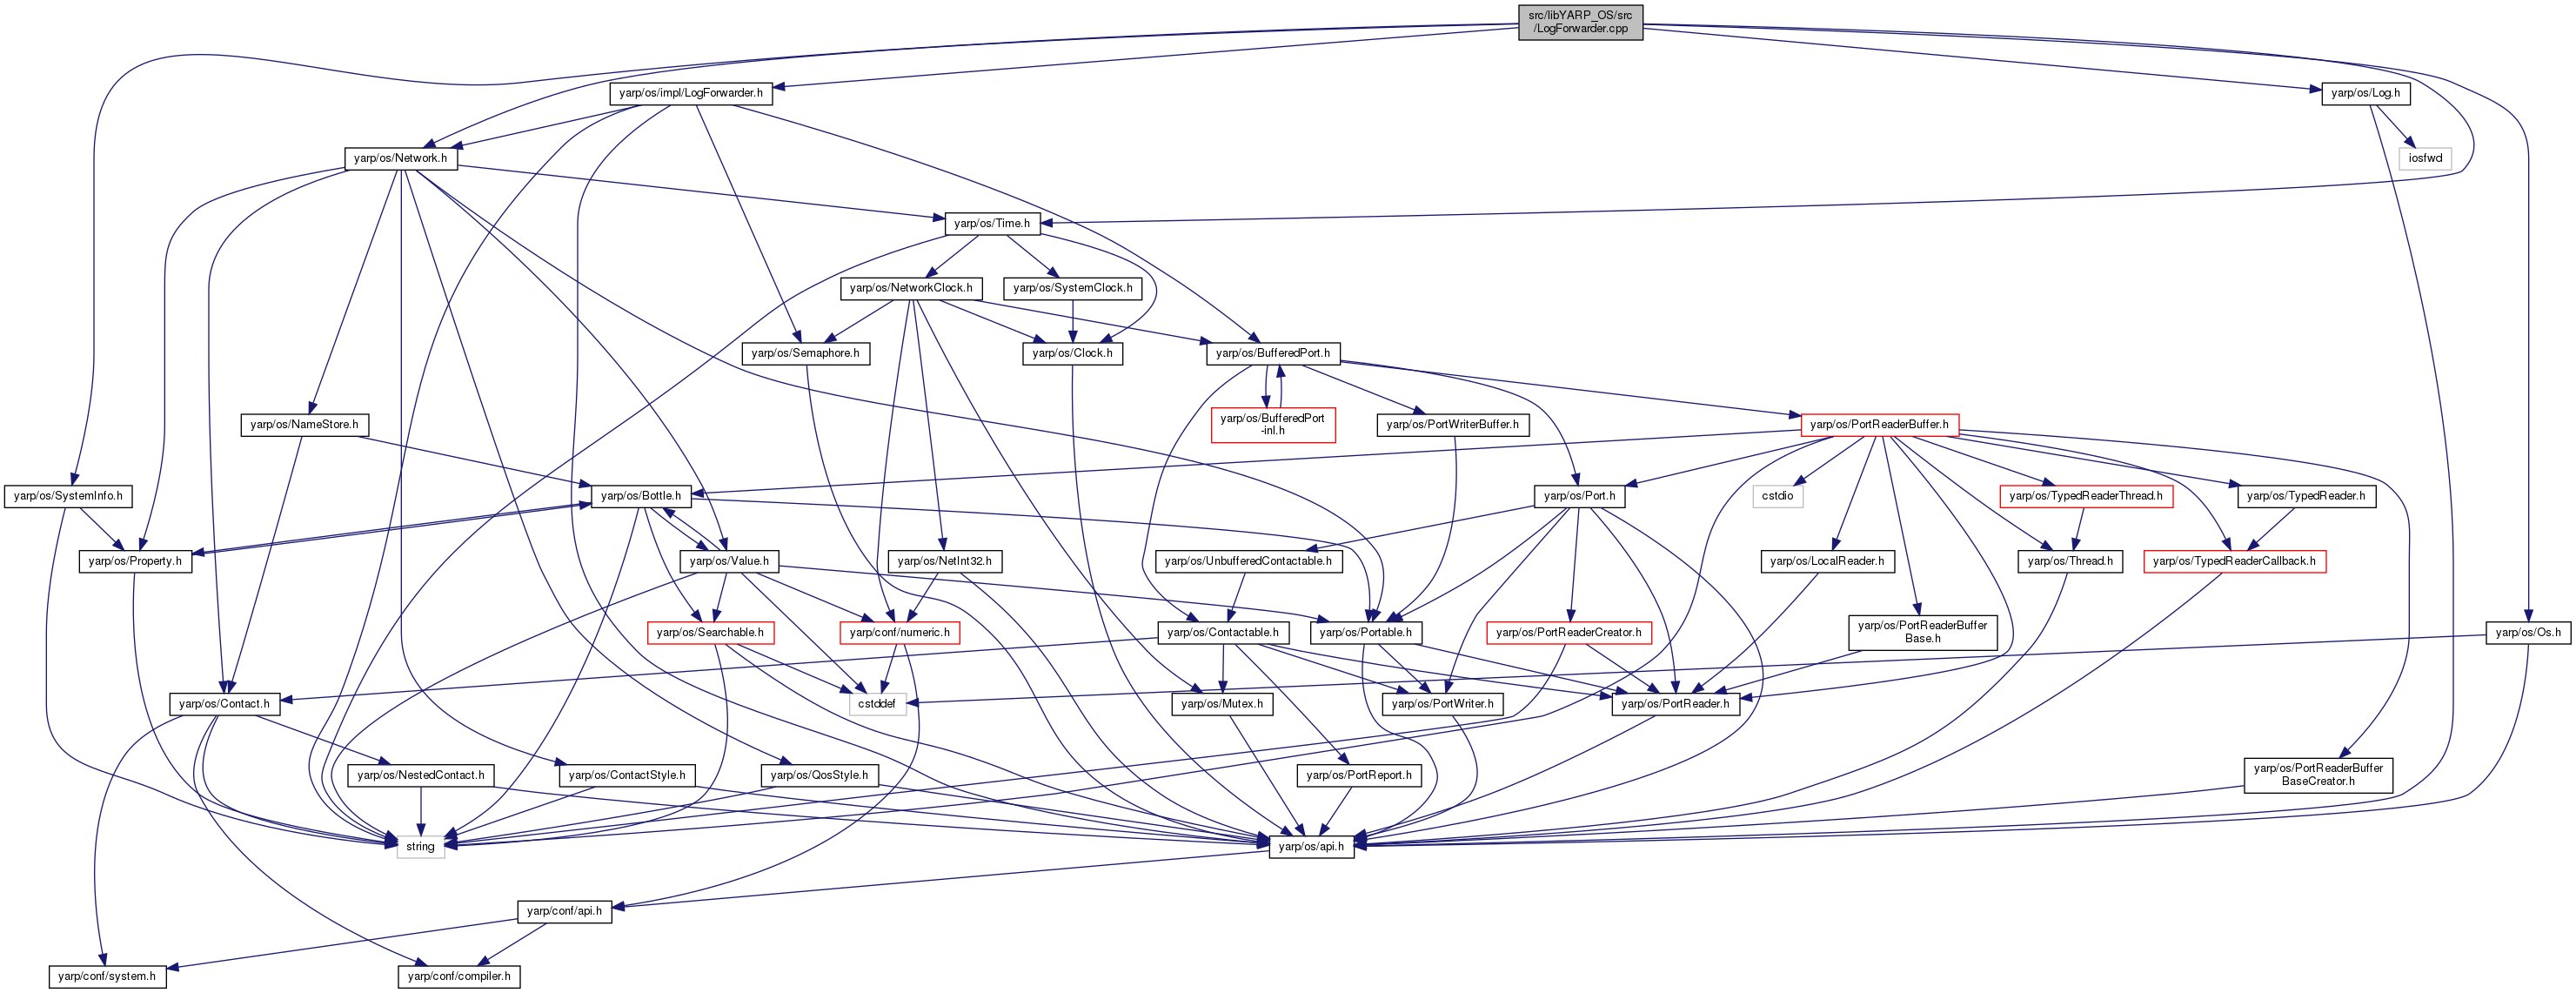 src/libYARP_OS/src
/LogForwarder.cpp
yarp/os/impl/LogForwarder.h
yarp/os/Log.h
yarp/os/Network.h
iosfwd
yarp/os/Time.h
yarp/os/NetworkClock.h
yarp/os/SystemClock.h
yarp/os/Semaphore.h
yarp/os/Clock.h
yarp/os/BufferedPort.h
yarp/os/NameStore.h
yarp/os/BufferedPort
-inl.h
yarp/os/PortWriterBuffer.h
yarp/os/PortReaderBuffer.h
yarp/os/SystemInfo.h
yarp/os/Bottle.h
yarp/os/Port.h
cstdio
yarp/os/TypedReaderThread.h
yarp/os/TypedReader.h
yarp/os/Property.h
yarp/os/Value.h
yarp/os/NetInt32.h
yarp/os/UnbufferedContactable.h
yarp/os/LocalReader.h
yarp/os/Thread.h
yarp/os/TypedReaderCallback.h
yarp/os/Searchable.h
yarp/conf/numeric.h
yarp/os/Contactable.h
yarp/os/Portable.h
yarp/os/PortReaderCreator.h
yarp/os/PortReaderBuffer
Base.h
yarp/os/Os.h
yarp/os/Contact.h
cstddef
yarp/os/Mutex.h
yarp/os/PortWriter.h
yarp/os/PortReader.h
yarp/os/NestedContact.h
yarp/os/ContactStyle.h
yarp/os/QosStyle.h
yarp/os/PortReport.h
yarp/os/PortReaderBuffer
BaseCreator.h
string
yarp/os/api.h
yarp/conf/api.h
yarp/conf/system.h
yarp/conf/compiler.h